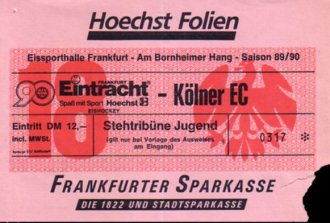 Hoechst Folien
Eissporthalle Frankfurt - Am Bornheimer Hang - Saison 89/90
10
90
FRANKFURT
Eintracht - Kölner EC
Spaß mit Sport Hoechst
EISHOCKEY
Eintritt DM 12,- Stehtribüne Jugend
incl. MWSt. (gilt nur bei Vorlage des Ausweises 0317 *
am Eingang)
FRANKFURTER SPARKASSE
DIE 1822 UND STADTSPARKASSE